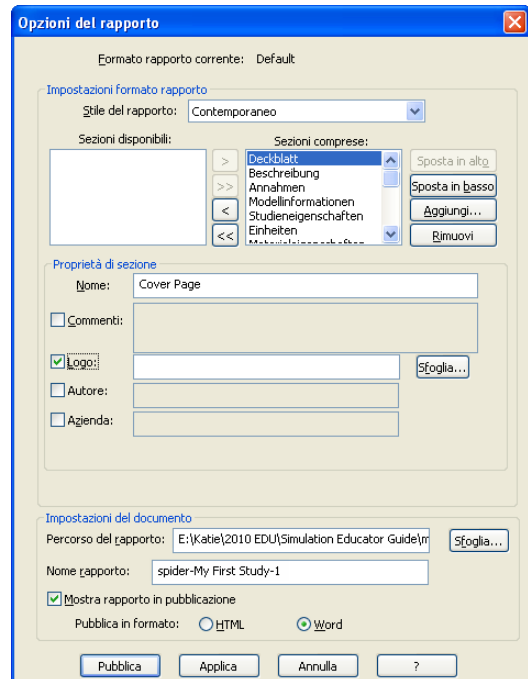 Opzioni del rapporto
Formato rapporto corrente: Default
Impostazioni formato rapporto
Stile del rapporto: Contemporaneo
Sezioni disponibili:
Sezioni comprese:
>
>>
<
<<
Deckblatt
Beschreibung
Annahmen
Modellinformationen
Studieneigenschaften
Einheiten
Materialeigenschaften
Sposta in alto
Sposta in basso
Aggiungi...
Rimuovi
Proprietà di sezione
Nome: Cover Page
Commenti:
Logo: Sfoglia...
Autore:
Azienda:
Impostazioni del documento
Percorso del rapporto: E:\Katie\2010 EDU\Simulation Educator Guide\m Sfoglia...
Nome rapporto: spider-My First Study-1
Mostra rapporto in pubblicazione
Pubblica in formato: HTML Word
Pubblica Applica Annulla ?